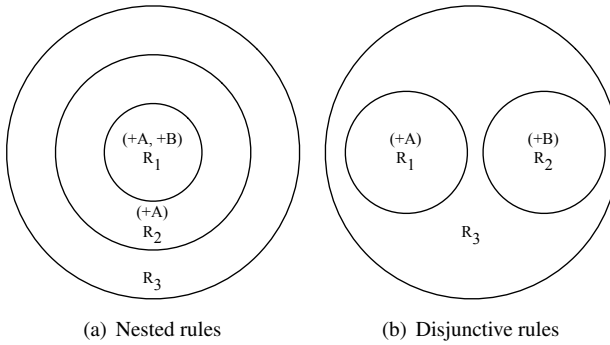 (+A, +B)
R1
(+A)
R2
R3
(a) Nested rules
(+A)
R1
(+B)
R2
R3
(b) Disjunctive rules